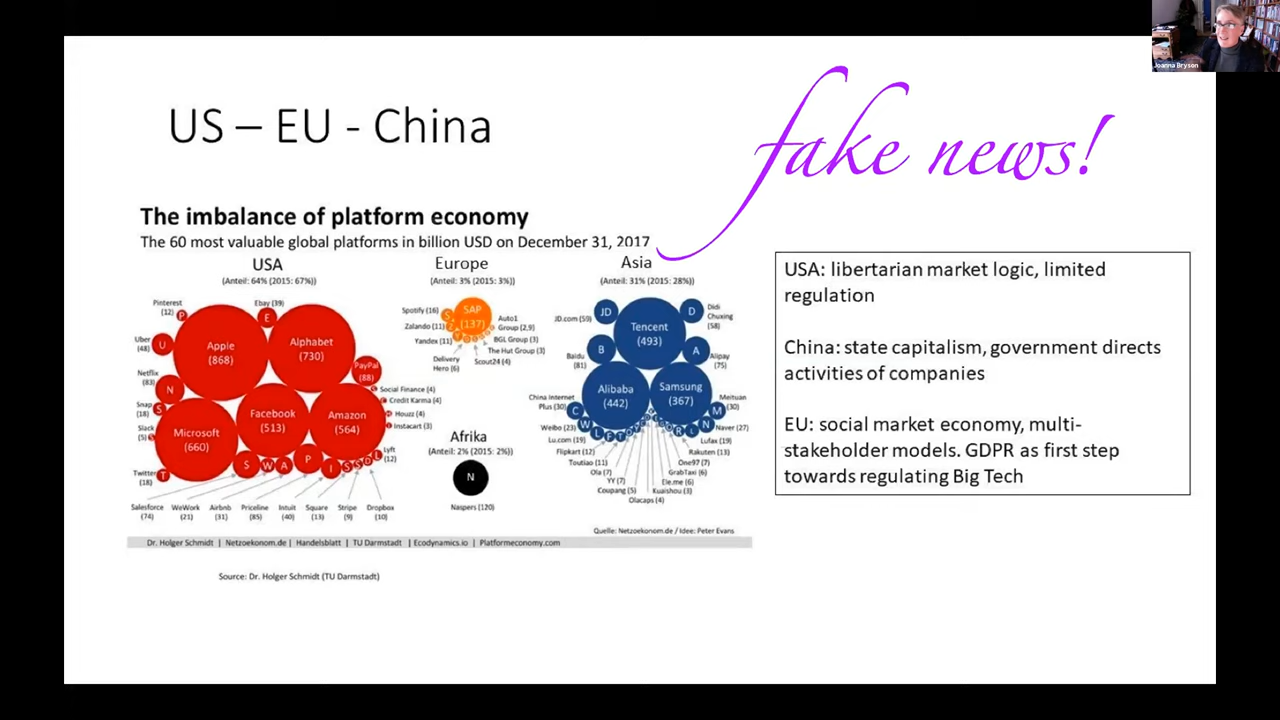 Joanna Bryson
US – EU - China
fake news!
The imbalance of platform economy
The 60 most valuable global platforms in billion USD on December 31, 2017
USA
(Anteil: 64% (2015: 67%))
Pinterest
(12)
P
Ebay (39)
E
Uber
(48)
U
Apple
(868)
Alphabet
(730)
Netflix
(83)
N
PayPal
(88)
Snap
(18)
S
Social Finance (4)
Credit Karma (4)
Houzz (4)
Instacart (3)
Facebook
(513)
Amazon
(564)
Slack
(5)
Microsoft
(660)
Lyft
(12)
Twitter
(18)
T
S
W
A
P
I
S
S
D
L
Salesforce
(74)
WeWork
(21)
Airbnb
(31)
Priceline
(85)
Intuit
(40)
Square
(13)
Stripe
(9)
Dropbox
(10)
Europe
(Anteil: 3% (2015: 3%))
Spotify (16)
S
SAP
(137)
Zalando (11)
Z
Auto1
Group (2,9)
Yandex (11)
BGL Group (3)
The Hut Group (3)
Delivery
Hero (6)
Scout24 (4)
Afrika
(Anteil: 2% (2015: 2%))
N
Naspers (120)
Asia
(Anteil: 31% (2015: 28%))
JD.com (59)
JD
D
Didi
Chuxing
(58)
Tencent
(493)
Baidu
(81)
B
A
Alipay
(75)
Alibaba
(442)
Samsung
(367)
China Internet
Plus (30)
C
M
Meituan
(30)
Weibo (23)
W
N
Naver (27)
Lu.com (19)
L
Lufax (19)
Flipkart (12)
Rakuten (13)
Toutiao (11)
One97 (7)
Ola (7)
GrabTaxi (6)
YY (7)
Ele.me (6)
Coupang (5)
Kuaishou (3)
Olacaps (4)
Quelle: Netzoekonom.de / Idee: Peter Evans
Dr. Holger Schmidt | Netzoekonom.de | Handelsblatt | TU Darmstadt | Ecodynamics.io | Platformeconomy.com
Source: Dr. Holger Schmidt (TU Darmstadt)
USA: libertarian market logic, limited
regulation
China: state capitalism, government directs
activities of companies
EU: social market economy, multi-
stakeholder models. GDPR as first step
towards regulating Big Tech